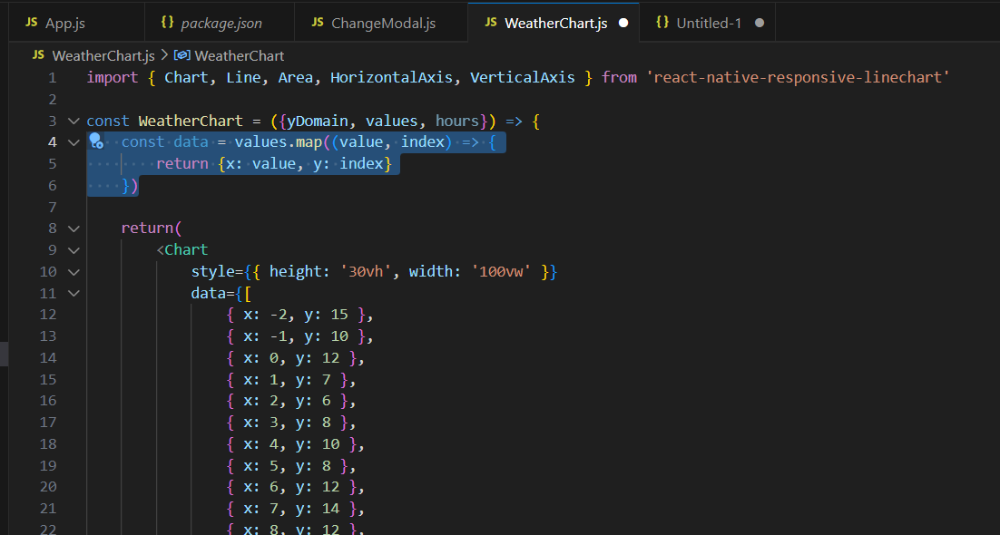 JS App.js {} package.json JS ChangeModal.js JS WeatherChart.js {} Untitled-1
JS WeatherChart.js > WeatherChart
1 import { Chart, Line, Area, HorizontalAxis, VerticalAxis } from 'react-native-responsive-linechart'
2
3 const WeatherChart = ({yDomain, values, hours}) => {
4 const data = values.map((value, index) => {
5 return {x: value, y: index}
6 })
7
8 return(
9 <Chart
10 style={{ height: '30vh', width: '100vw' }}
11 data={[
12 { x: -2, y: 15 },
13 { x: -1, y: 10 },
14 { x: 0, y: 12 },
15 { x: 1, y: 7 },
16 { x: 2, y: 6 },
17 { x: 3, y: 8 },
18 { x: 4, y: 10 },
19 { x: 5, y: 8 },
20 { x: 6, y: 12 },
21 { x: 7, y: 14 },
22 { x: 8, y: 12 },